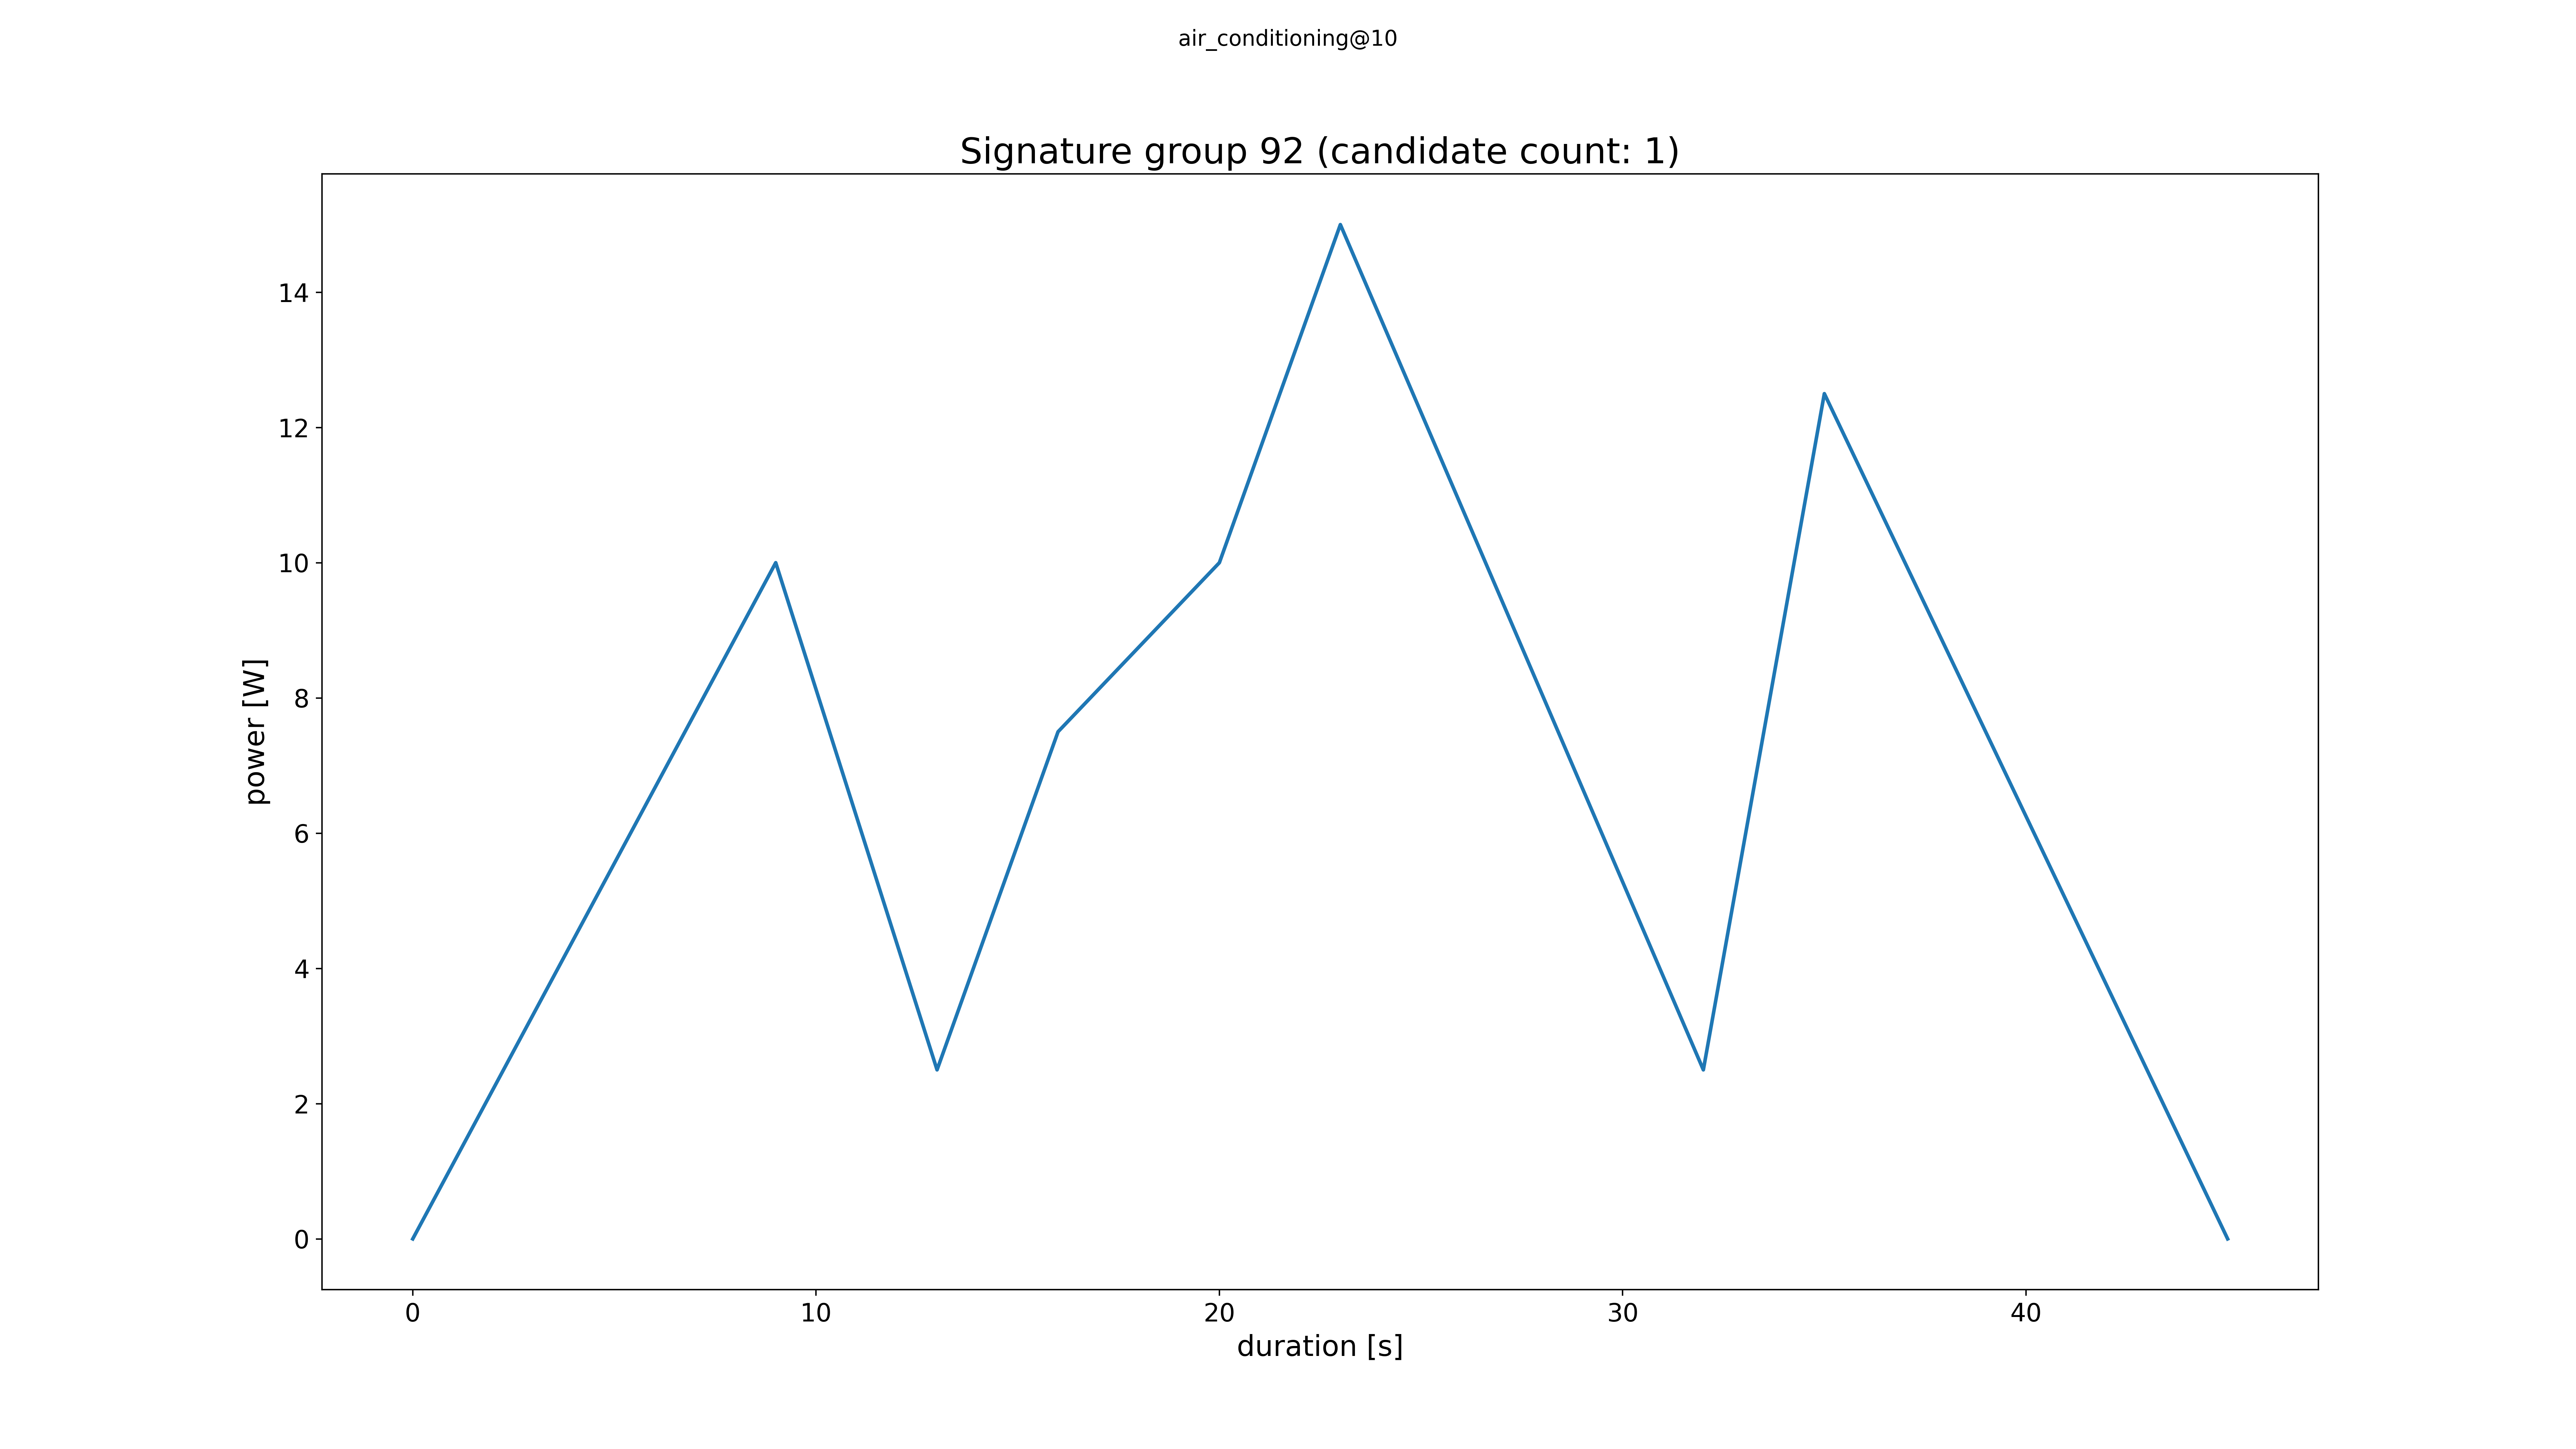 air_conditioning@10
Signature group 92 (candidate count: 1)
14
12
10
8
6
4
2
0
power [W]
0 10 20 30 40
duration [s]